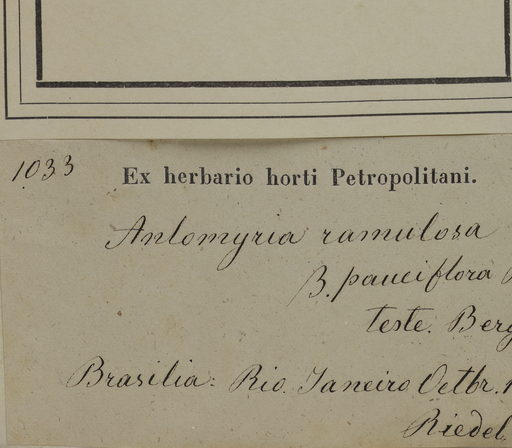 1033 Ex herbario horti Petropolitani.
Anlomyria ramulosa
B. pauciflora
teste. Berg
Brasilia: Rio Janeiro Octbr.
Riedel